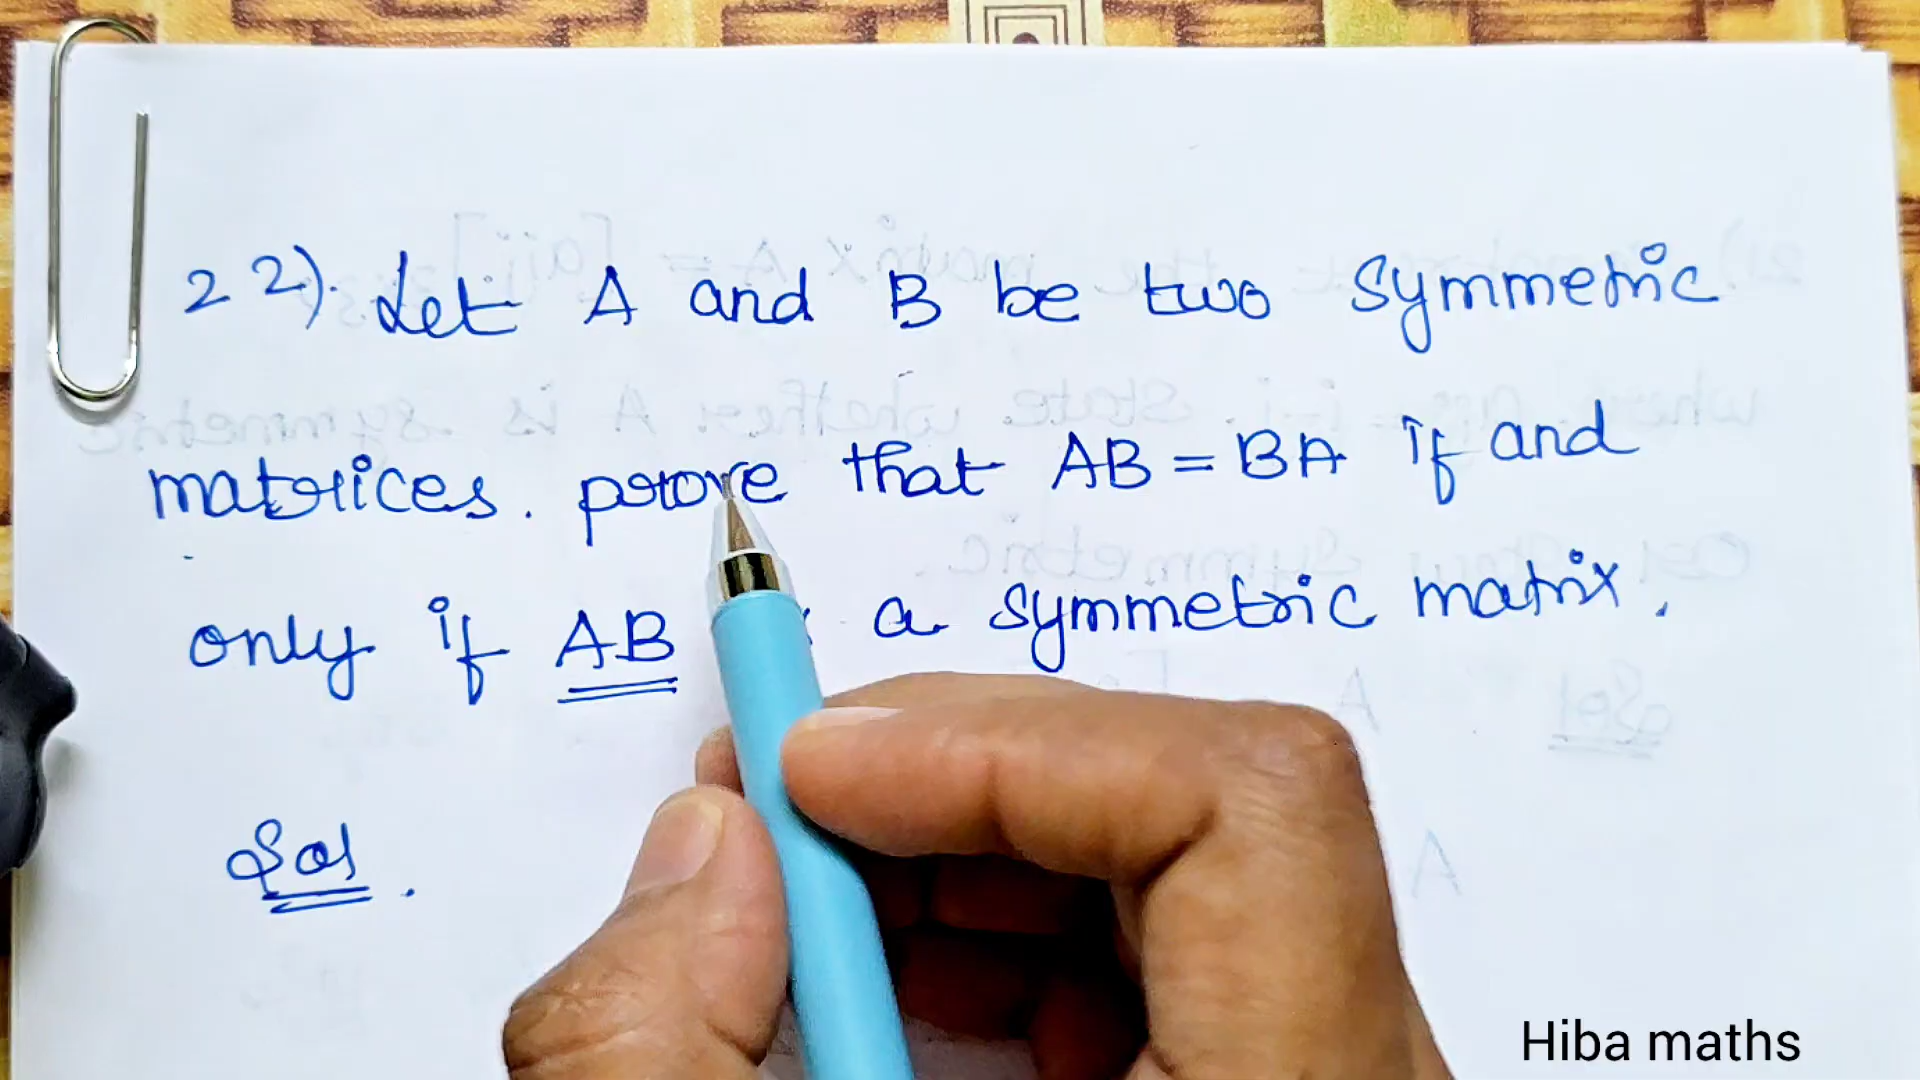 22). Let A and B be two symmetric
matrices. prove that AB = BA if and
only if AB a symmetric matrix.
Sol.
Hiba maths